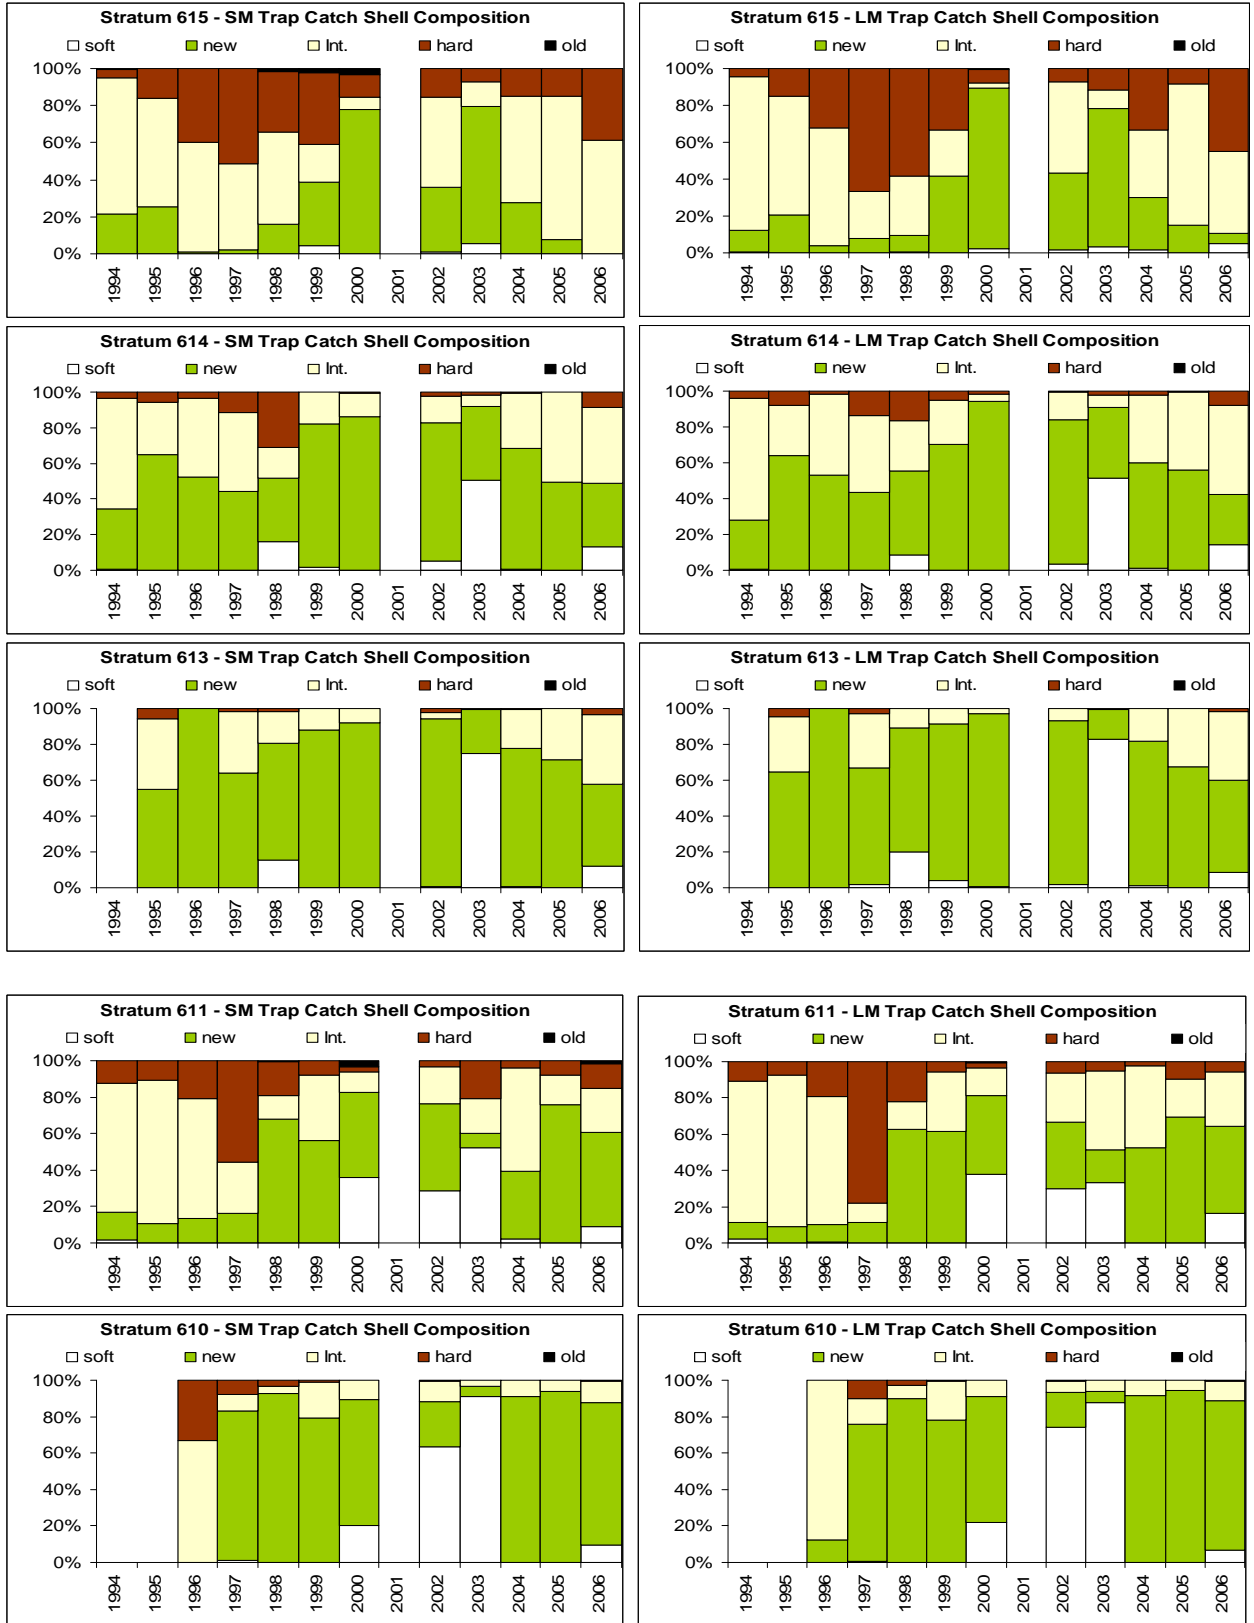 Stratum 615 - SM Trap Catch Shell Composition
soft new Int. hard old
100%
80%
60%
40%
20%
0%
1994 1995 1996 1997 1998 1999 2000 2001 2002 2003 2004 2005 2006
Stratum 615 - LM Trap Catch Shell Composition
soft new Int. hard old
100%
80%
60%
40%
20%
0%
1994 1995 1996 1997 1998 1999 2000 2001 2002 2003 2004 2005 2006
Stratum 614 - SM Trap Catch Shell Composition
soft new Int. hard old
100%
80%
60%
40%
20%
0%
1994 1995 1996 1997 1998 1999 2000 2001 2002 2003 2004 2005 2006
Stratum 614 - LM Trap Catch Shell Composition
soft new Int. hard old
100%
80%
60%
40%
20%
0%
1994 1995 1996 1997 1998 1999 2000 2001 2002 2003 2004 2005 2006
Stratum 613 - SM Trap Catch Shell Composition
soft new Int. hard old
100%
80%
60%
40%
20%
0%
1994 1995 1996 1997 1998 1999 2000 2001 2002 2003 2004 2005 2006
Stratum 613 - LM Trap Catch Shell Composition
soft new Int. hard old
100%
80%
60%
40%
20%
0%
1994 1995 1996 1997 1998 1999 2000 2001 2002 2003 2004 2005 2006
Stratum 611 - SM Trap Catch Shell Composition
soft new Int. hard old
100%
80%
60%
40%
20%
0%
1994 1995 1996 1997 1998 1999 2000 2001 2002 2003 2004 2005 2006
Stratum 611 - LM Trap Catch Shell Composition
soft new Int. hard old
100%
80%
60%
40%
20%
0%
1994 1995 1996 1997 1998 1999 2000 2001 2002 2003 2004 2005 2006
Stratum 610 - SM Trap Catch Shell Composition
soft new Int. hard old
100%
80%
60%
40%
20%
0%
1994 1995 1996 1997 1998 1999 2000 2001 2002 2003 2004 2005 2006
Stratum 610 - LM Trap Catch Shell Composition
soft new Int. hard old
100%
80%
60%
40%
20%
0%
1994 1995 1996 1997 1998 1999 2000 2001 2002 2003 2004 2005 2006